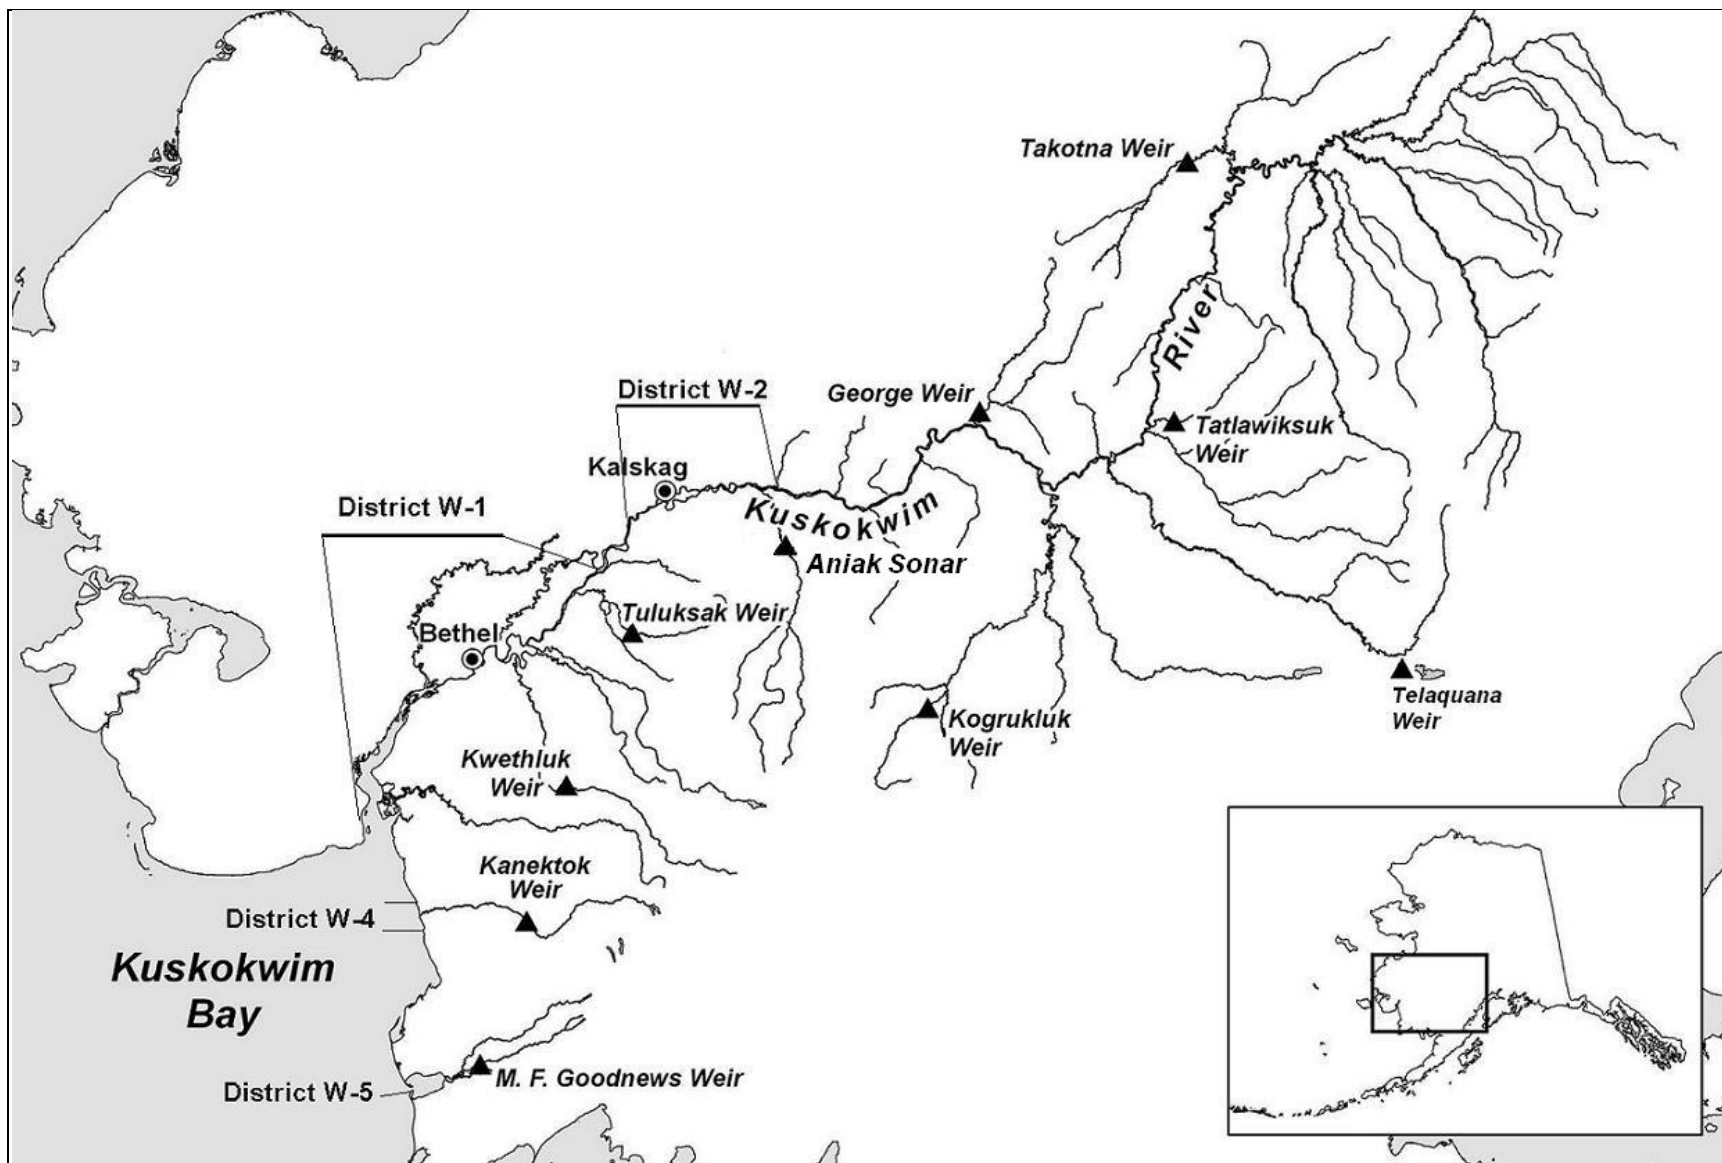 Takotna Weir
River
District W-2
George Weir
Tatlawiksuk
Weir
Kalskag
District W-1
Kuskokwim
Aniak Sonar
Tuluksak Weir
Bethel
Telaquana
Weir
Kogrukluk
Weir
Kwethluk
Weir
Kanektok
Weir
District W-4
Kuskokwim
Bay
M. F. Goodnews Weir
District W-5